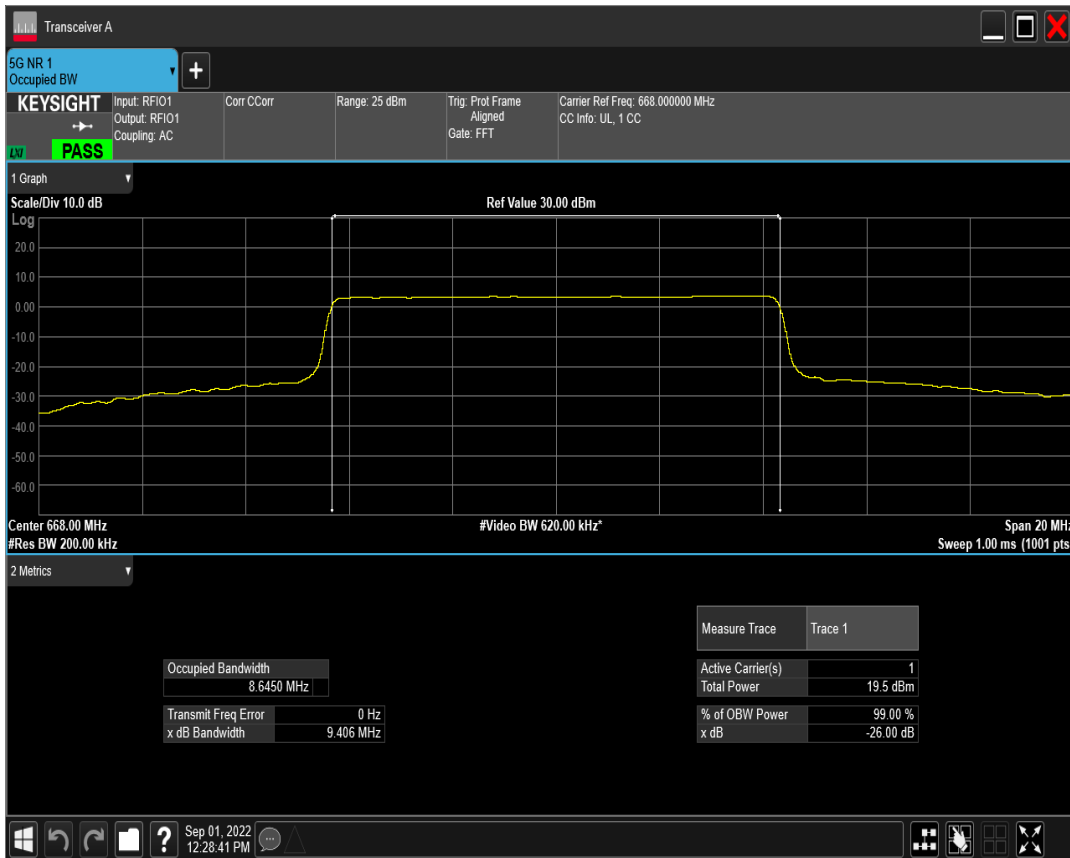 Transceiver A
5G NR 1
Occupied BW
+
KEYSIGHT
LXI
PASS
Input: RFIO1
Output: RFIO1
Coupling: AC
Corr CCorr
Range: 25 dBm
Trig: Prot Frame
Aligned
Gate: FFT
Carrier Ref Freq: 668.000000 MHz
CC Info: UL, 1 CC
1 Graph
Scale/Div 10.0 dB
Ref Value 30.00 dBm
Log
20.0
10.0
0.00
-10.0
-20.0
-30.0
-40.0
-50.0
-60.0
Center 668.00 MHz
#Video BW 620.00 kHz*
Span 20 MHz
#Res BW 200.00 kHz
Sweep 1.00 ms (1001 pts
2 Metrics
Measure Trace Trace 1
Occupied Bandwidth
8.6450 MHz
Active Carrier(s) 1
Total Power 19.5 dBm
Transmit Freq Error 0 Hz
x dB Bandwidth 9.406 MHz
% of OBW Power 99.00 %
x dB -26.00 dB
?
Sep 01, 2022
12:28:41 PM